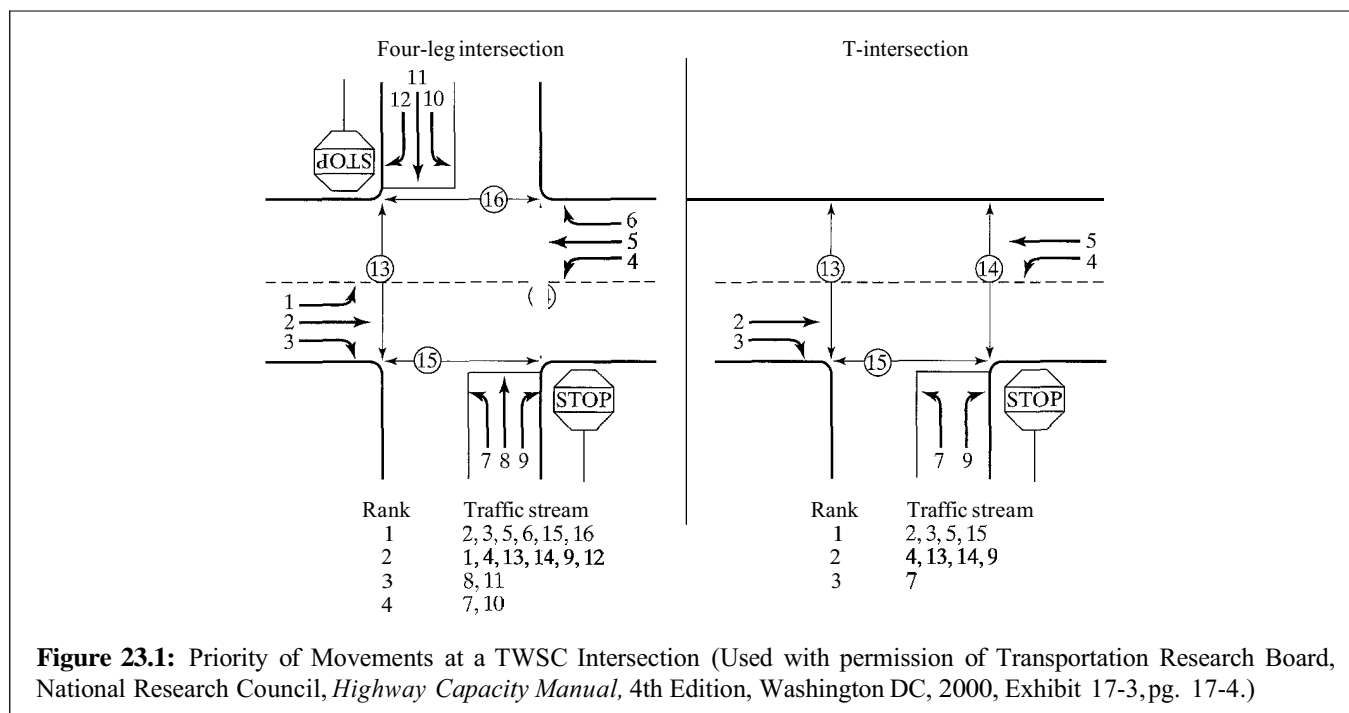 Four-leg intersection
T-intersection
11
12
10
STOP
16
6
5
4
13
1
2
3
15
STOP
7
8
9
5
4
13
14
2
3
15
STOP
7
9
Rank Traffic stream
1 2, 3, 5, 6, 15, 16
2 1, 4, 13, 14, 9, 12
3 8, 11
4 7, 10
Rank Traffic stream
1 2, 3, 5, 15
2 4, 13, 14, 9
3 7
Figure 23.1: Priority of Movements at a TWSC Intersection (Used with permission of Transportation Research Board,
National Research Council, Highway Capacity Manual, 4th Edition, Washington DC, 2000, Exhibit 17-3, pg. 17-4.)